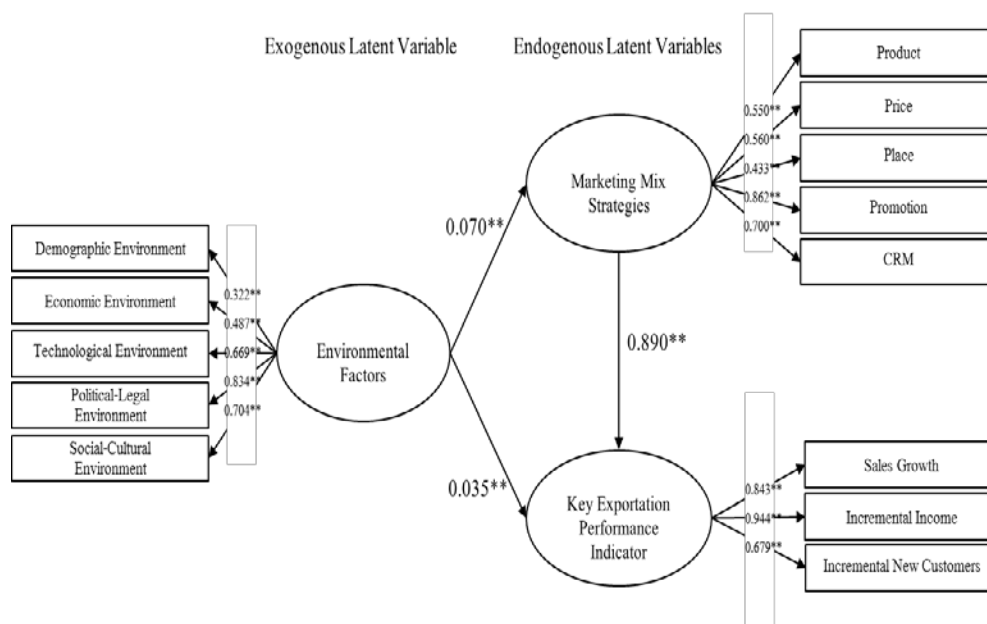 Exogenous Latent Variable
Endogenous Latent Variables
Demographic Environment
Economic Environment
Technological Environment
Political-Legal
Environment
Social-Cultural
Environment
0.322**
0.487**
0.669**
0.834**
0.704**
Environmental
Factors
0.070**
0.035**
Marketing Mix
Strategies
0.890**
Key Exportation
Performance
Indicator
0.550**
0.560**
0.433**
0.862**
0.700**
Product
Price
Place
Promotion
CRM
0.843**
0.944**
0.679**
Sales Growth
Incremental Income
Incremental New Customers